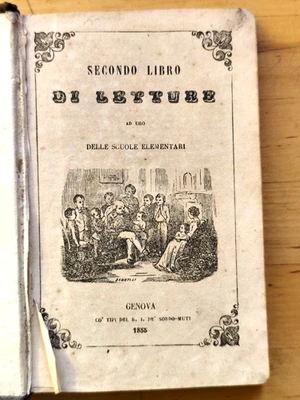 SECONDO LIBRO
DI LETTURE
AD USO
DELLE SCUOLE ELEMENTARI
GENOVA
CO' TIPI DEL R. I. DE' SORDO-MUTI
1855